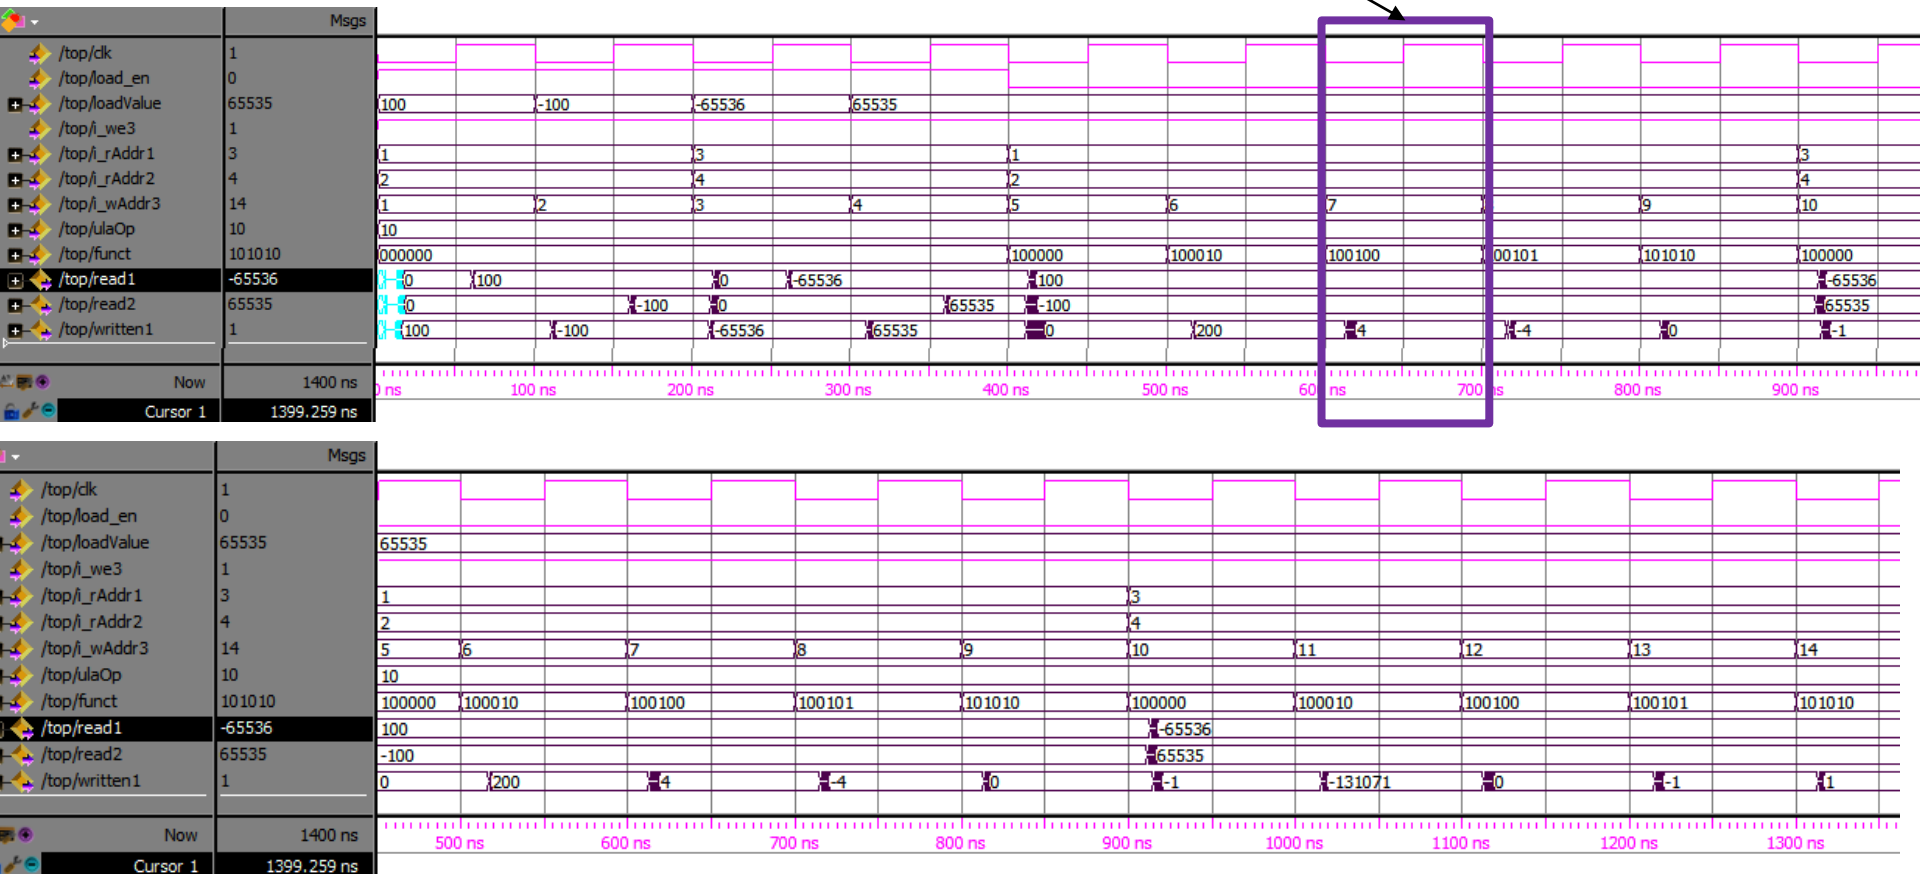 Msgs
/top/clk 1
/top/load_en 0
/top/loadValue 65535 100 -100 -65536 65535
/top/i_we3 1
/top/i_rAddr1 3 1 3 1 3
/top/i_rAddr2 4 2 4 2 4
/top/i_wAddr3 14 1 2 3 4 5 6 7 9 10
/top/ulaOp 10 10
/top/funct 101010 000000 100000 100010 100100 00101 101010 100000
/top/read1 -65536 0 100 0 -65536 100 -65536
/top/read2 65535 0 -100 0 65535 -100 65535
/top/written1 1 100 -100 -65536 65535 0 200 4 -4 0 -1
Now 1400 ns
ns 100 ns 200 ns 300 ns 400 ns 500 ns 60 ns 700 ns 800 ns 900 ns
Cursor 1 1399.259 ns
Msgs
/top/clk 1
/top/load_en 0
/top/loadValue 65535 65535
/top/i_we3 1
/top/i_rAddr1 3 1 3
/top/i_rAddr2 4 2 4
/top/i_wAddr3 14 5 6 7 8 9 10 11 12 13 14
/top/ulaOp 10 10
/top/funct 101010 100000 100010 100100 100101 101010 100000 100010 100100 100101 101010
/top/read1 -65536 100 -65536
/top/read2 65535 -100 65535
/top/written1 1 0 200 4 -4 0 -1 -131071 0 -1 1
Now 1400 ns
500 ns 600 ns 700 ns 800 ns 900 ns 1000 ns 1100 ns 1200 ns 1300 ns
Cursor 1 1399.259 ns